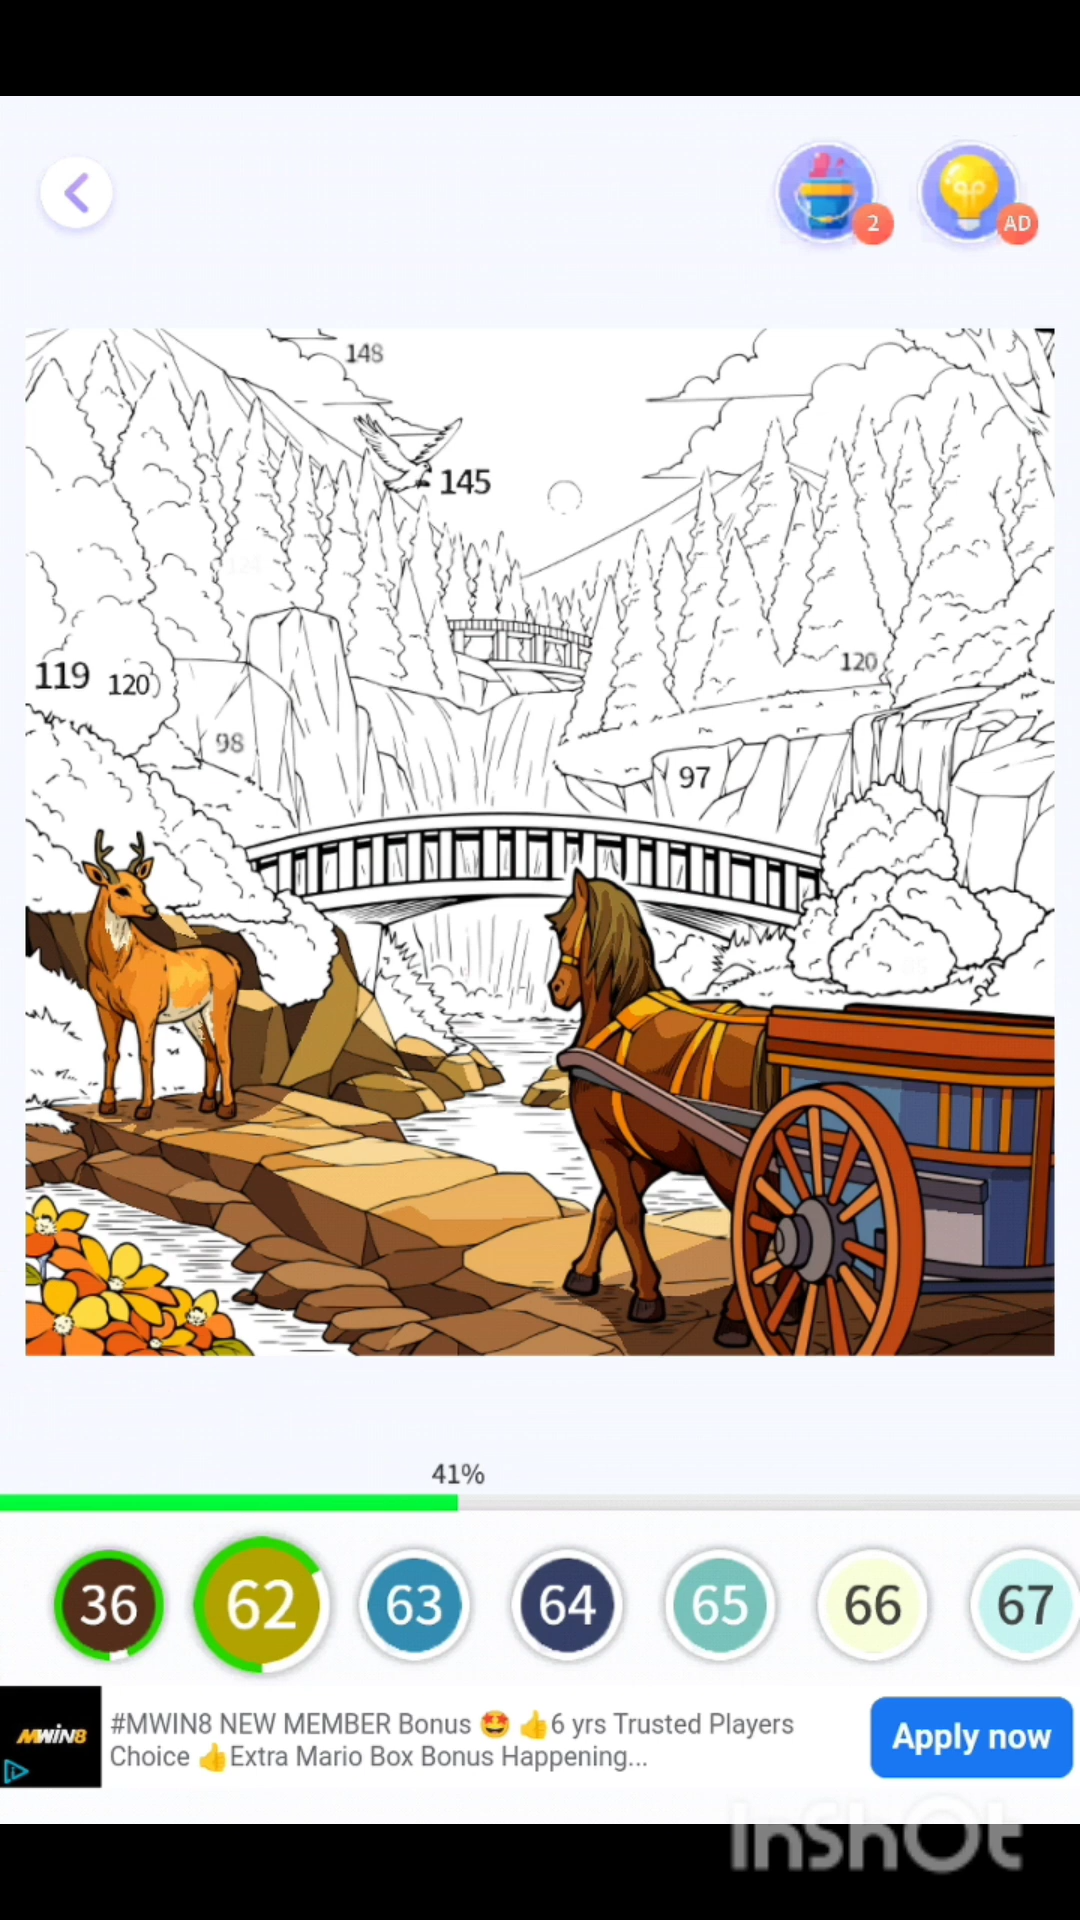 2
AD
148
145
119
120
120
98
97
41%
36
62
63
64
65
66
67
MWIN8
#MWIN8 NEW MEMBER Bonus 🤩 👍6 yrs Trusted Players
Choice 👍Extra Mario Box Bonus Happening...
Apply now
InShOt